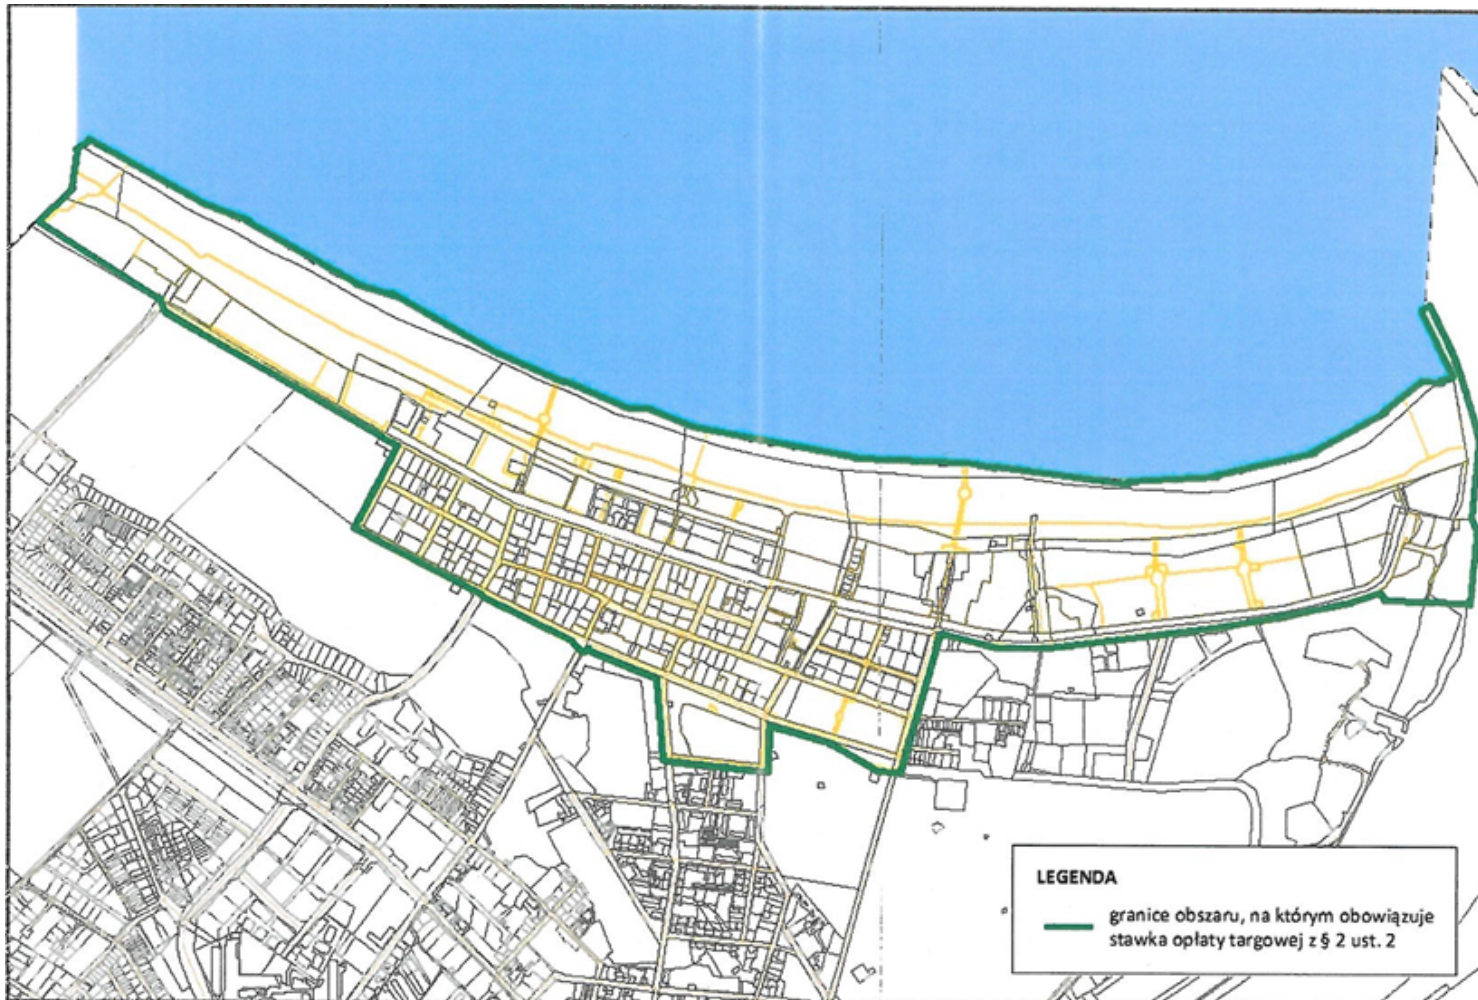 LEGENDA
granice obszaru, na którym obowiązuje
stawka opłaty targowej z § 2 ust. 2